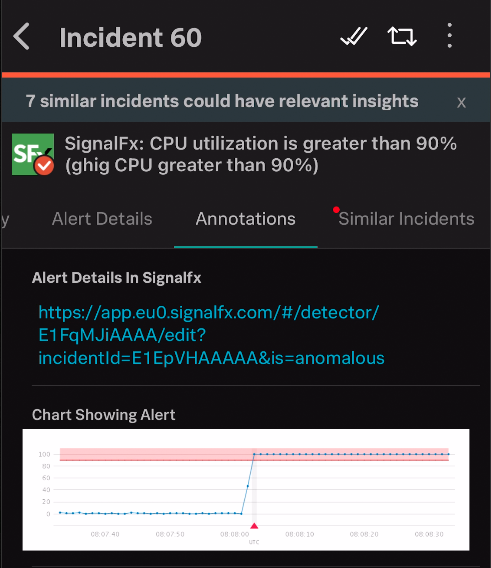 Incident 60
7 similar incidents could have relevant insights x
SFx
SignalFx: CPU utilization is greater than 90%
(ghig CPU greater than 90%)
y Alert Details Annotations Similar Incidents
Alert Details In Signalfx
https://app.eu0.signalfx.com/#/detector/
E1FqMJiAAAA/edit?
incidentId=E1EpVHAAAAA&is=anomalous
Chart Showing Alert
100
80
60
40
20
0
08:07:40 08:07:50 08:08:00 08:08:10 08:08:20 08:08:30
UTC